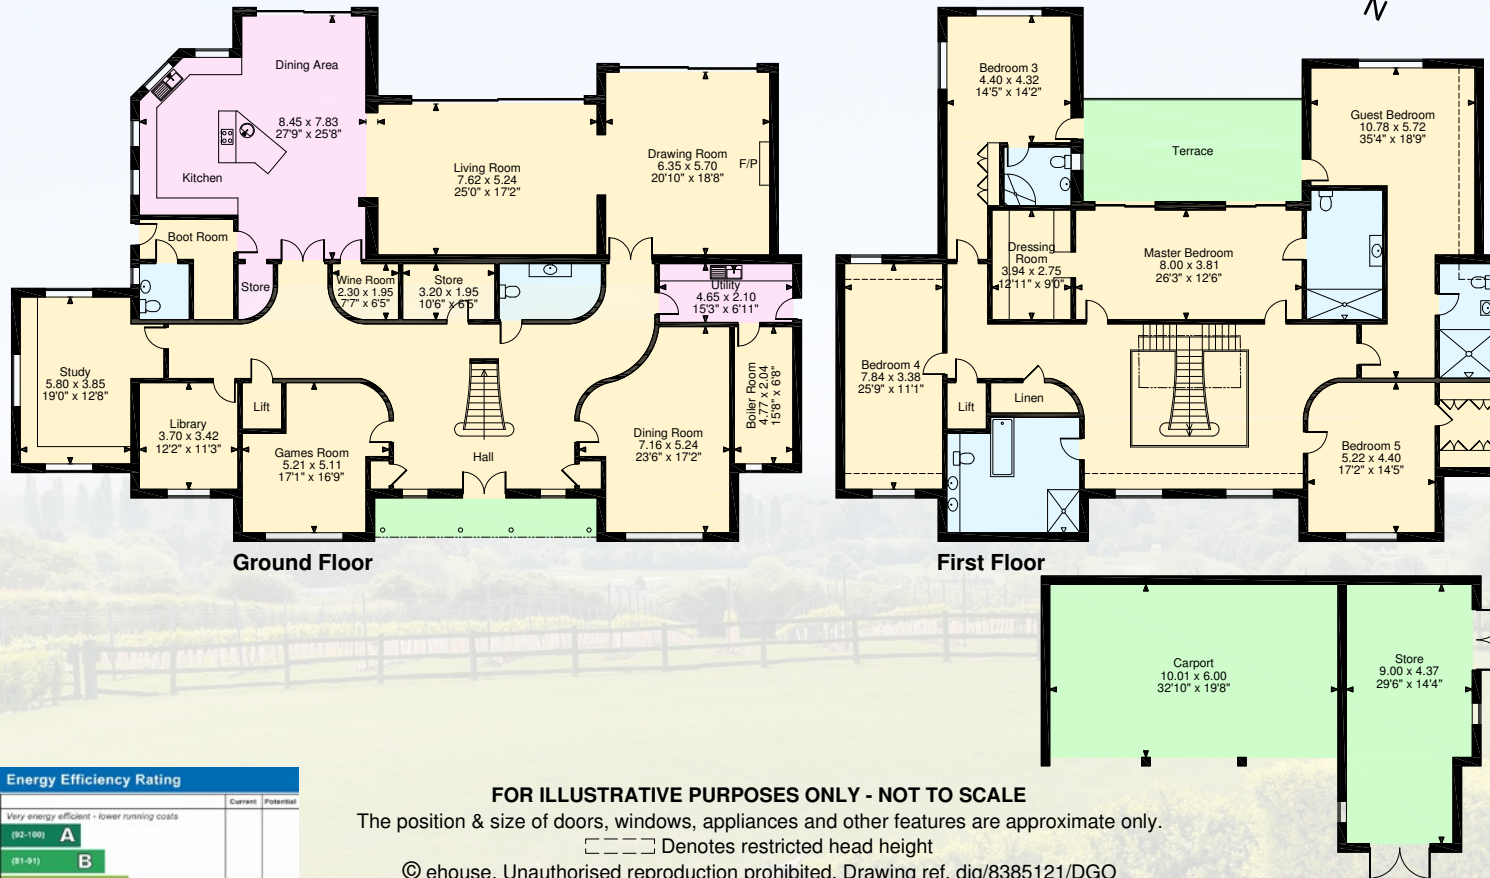 N
Dining Area
8.45 x 7.83
27'9" x 25'8"
Kitchen
Living Room
7.62 x 5.24
25'0" x 17'2"
Drawing Room
6.35 x 5.70
20'10" x 18'8"
F/P
Boot Room
Store
Wine Room
2.30 x 1.95
7'7" x 6'5"
Store
3.20 x 1.95
10'6" x 6'5"
Utility
4.65 x 2.10
15'3" x 6'11"
Study
5.80 x 3.85
19'0" x 12'8"
Library
3.70 x 3.42
12'2" x 11'3"
Lift
Games Room
5.21 x 5.11
17'1" x 16'9"
Hall
Dining Room
7.16 x 5.24
23'6" x 17'2"
Boiler Room
4.77 x 2.04
15'8" x 6'8"
Ground Floor
Bedroom 3
4.40 x 4.32
14'5" x 14'2"
Terrace
Guest Bedroom
10.78 x 5.72
35'4" x 18'9"
Dressing
Room
3.94 x 2.75
12'11" x 9'0"
Master Bedroom
8.00 x 3.81
26'3" x 12'6"
Bedroom 4
7.84 x 3.38
25'9" x 11'1"
Lift
Linen
Bedroom 5
5.22 x 4.40
17'2" x 14'5"
First Floor
Carport
10.01 x 6.00
32'10" x 19'8"
Store
9.00 x 4.37
29'6" x 14'4"
Energy Efficiency Rating
Current Potential
Very energy efficient - lower running costs
(92-100) A
(81-91) B
FOR ILLUSTRATIVE PURPOSES ONLY - NOT TO SCALE
The position & size of doors, windows, appliances and other features are approximate only.
Denotes restricted head height
© ehouse. Unauthorised reproduction prohibited. Drawing ref. dig/8385121/DGO